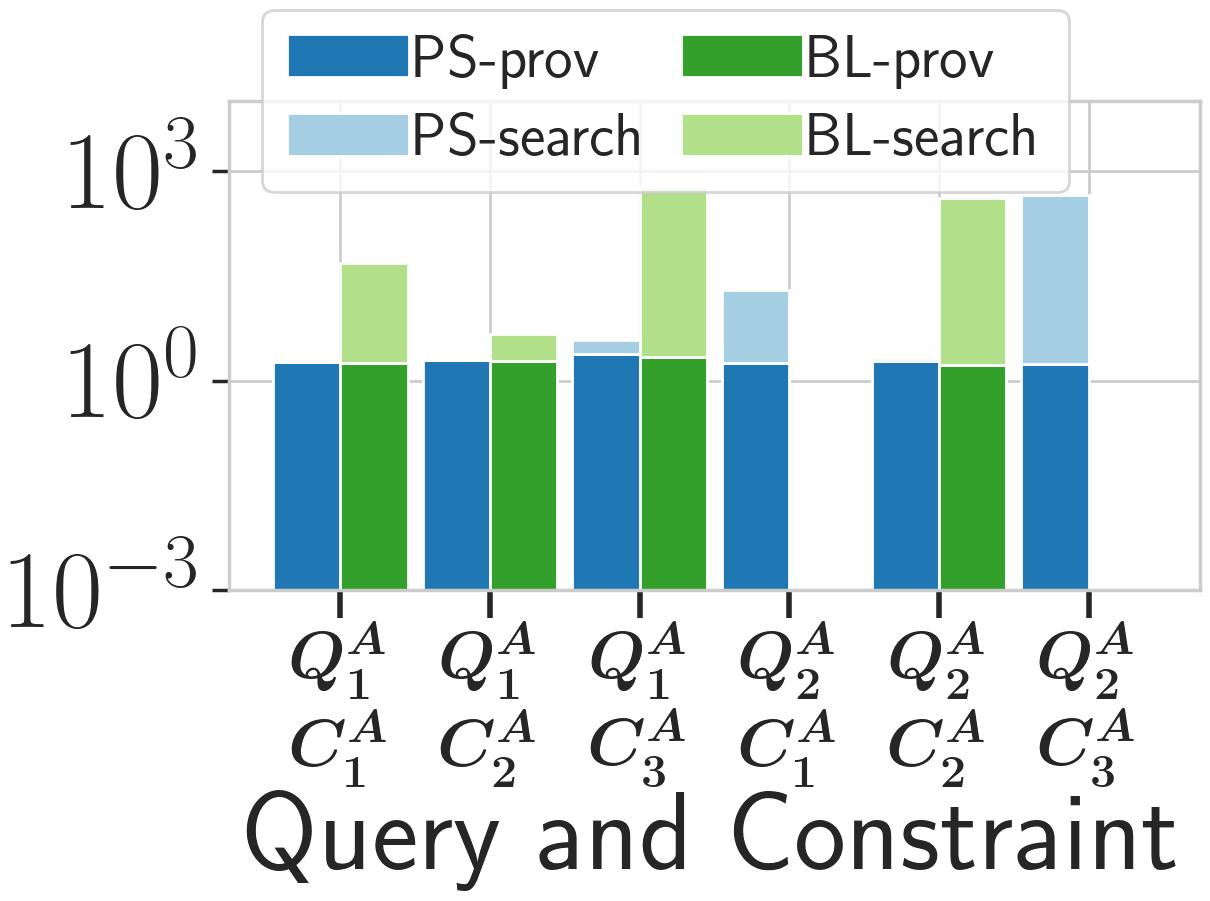 PS-prov BL-prov
PS-search BL-search
10^3
10^0
10^{-3}
Q_1^A Q_1^A Q_1^A Q_2^A Q_2^A Q_2^A
C_1^A C_2^A C_3^A C_1^A C_2^A C_3^A
Query and Constraint